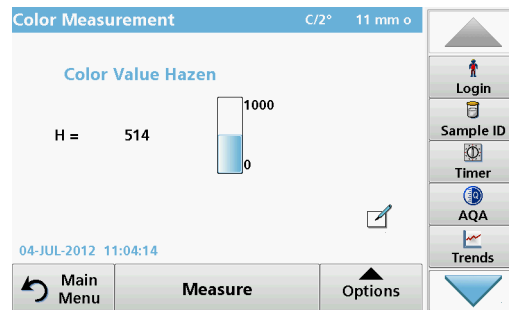 Color Measurement C/2° 11 mm o
Color Value Hazen
1000
H = 514
0
04-JUL-2012 11:04:14
Main Menu
Measure
Options
Login
Sample ID
Timer
AQA
Trends